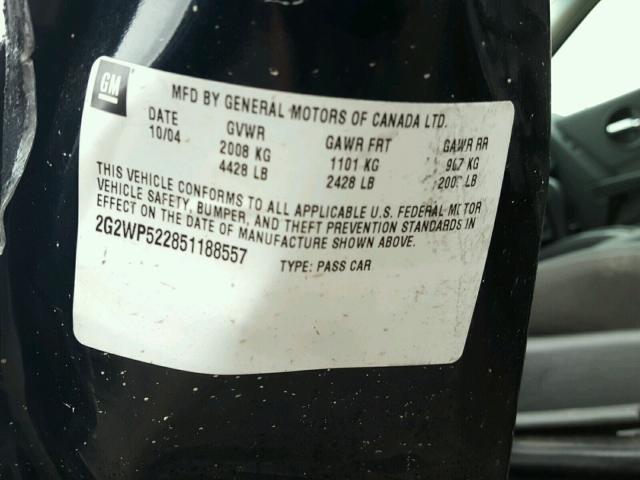 GM
MFD BY GENERAL MOTORS OF CANADA LTD.
DATE GVWR GAWR FRT GAWR RR
10/04 2008 KG 1101 KG KG
4428 LB 2428 LB LB
THIS VEHICLE CONFORMS TO ALL APPLICABLE U.S. FEDERAL MOTOR
VEHICLE SAFETY, BUMPER, AND THEFT PREVENTION STANDARDS IN
EFFECT ON THE DATE OF MANUFACTURE SHOWN ABOVE.
2G2WP522851188557 TYPE: PASS CAR